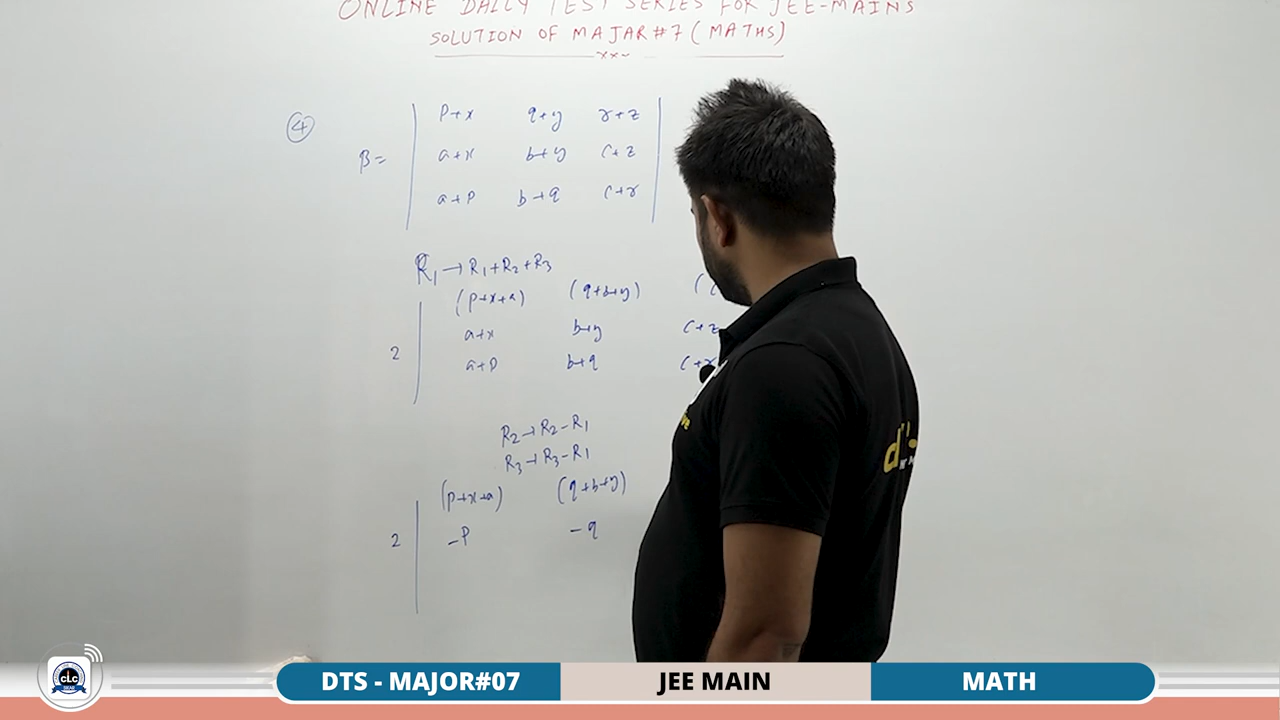 ONLINE DAILY TEST SERIES FOR JEE-MAINS
SOLUTION OF MAJAR #7 (MATHS)
④
p+x q+y r+z
β= a+x b+y c+z
a+p b+q c+r
R1→R1+R2+R3
(p+x+a) (q+b+y) (
a+x b+y c+z
2
a+p b+q c+r
R2→R2-R1
R3→R3-R1
(p+x+a) (q+b+y)
2 -p -q
CLC
DTS - MAJOR#07 JEE MAIN MATH